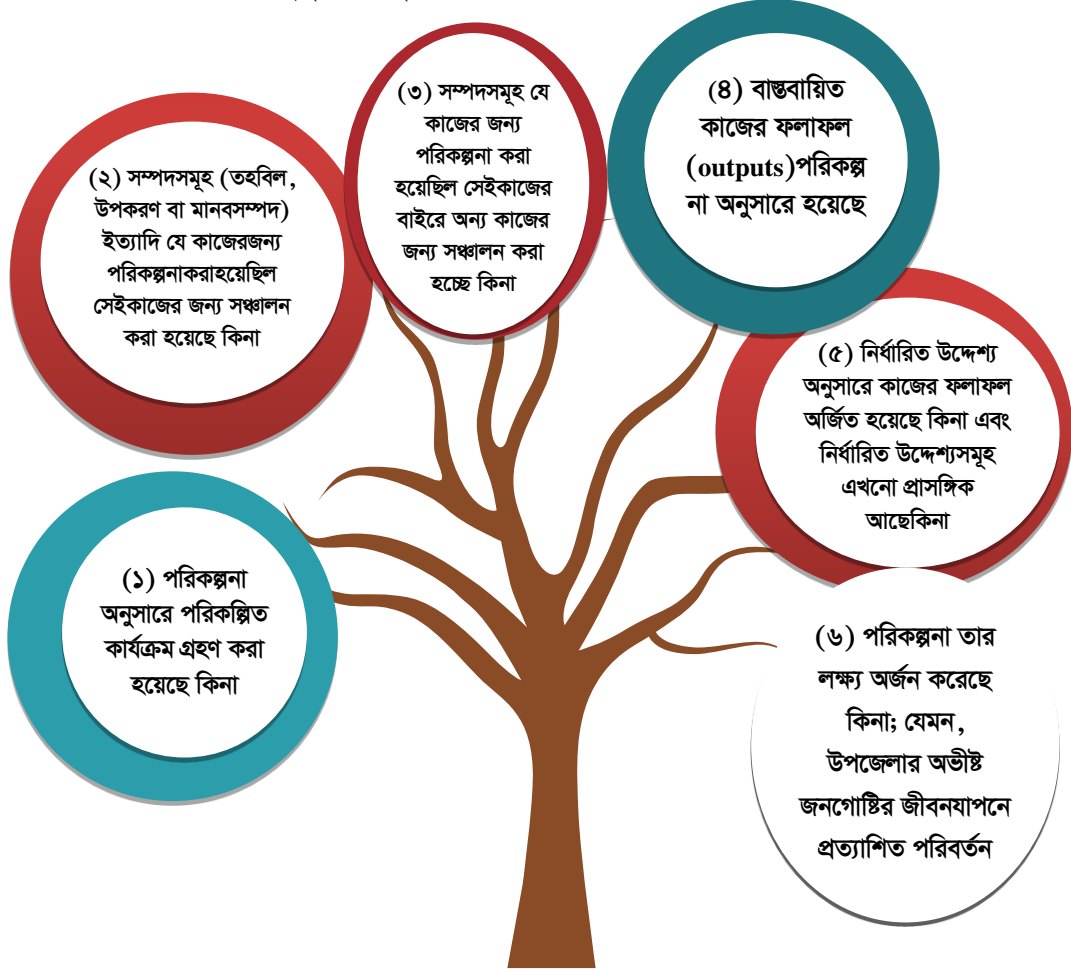 (১) পরিকল্পনা
অনুসারে পরিকল্পিত
কার্যক্রম গ্রহণ করা
হয়েছে কিনা
(২) সম্পদসমূহ (তহবিল,
উপকরণ বা মানবসম্পদ)
ইত্যাদি যে কাজেরজন্য
পরিকল্পনাকরাহয়েছিল
সেইকাজের জন্য সঞ্চালন
করা হয়েছে কিনা
(৩) সম্পদসমূহ যে
কাজের জন্য
পরিকল্পনা করা
হয়েছিল সেইকাজের
বাইরে অন্য কাজের
জন্য সঞ্চালন করা
হচ্ছে কিনা
(৪) বাস্তবায়িত
কাজের ফলাফল
(outputs)পরিকল্প
না অনুসারে হয়েছে
(৫) নির্ধারিত উদ্দেশ্য
অনুসারে কাজের ফলাফল
অর্জিত হয়েছে কিনা এবং
নির্ধারিত উদ্দেশ্যসমূহ
এখনো প্রাসঙ্গিক
আছেকিনা
(৬) পরিকল্পনা তার
লক্ষ্য অর্জন করেছে
কিনা; যেমন,
উপজেলার অভীষ্ট
জনগোষ্টির জীবনযাপনে
প্রত্যাশিত পরিবর্তন